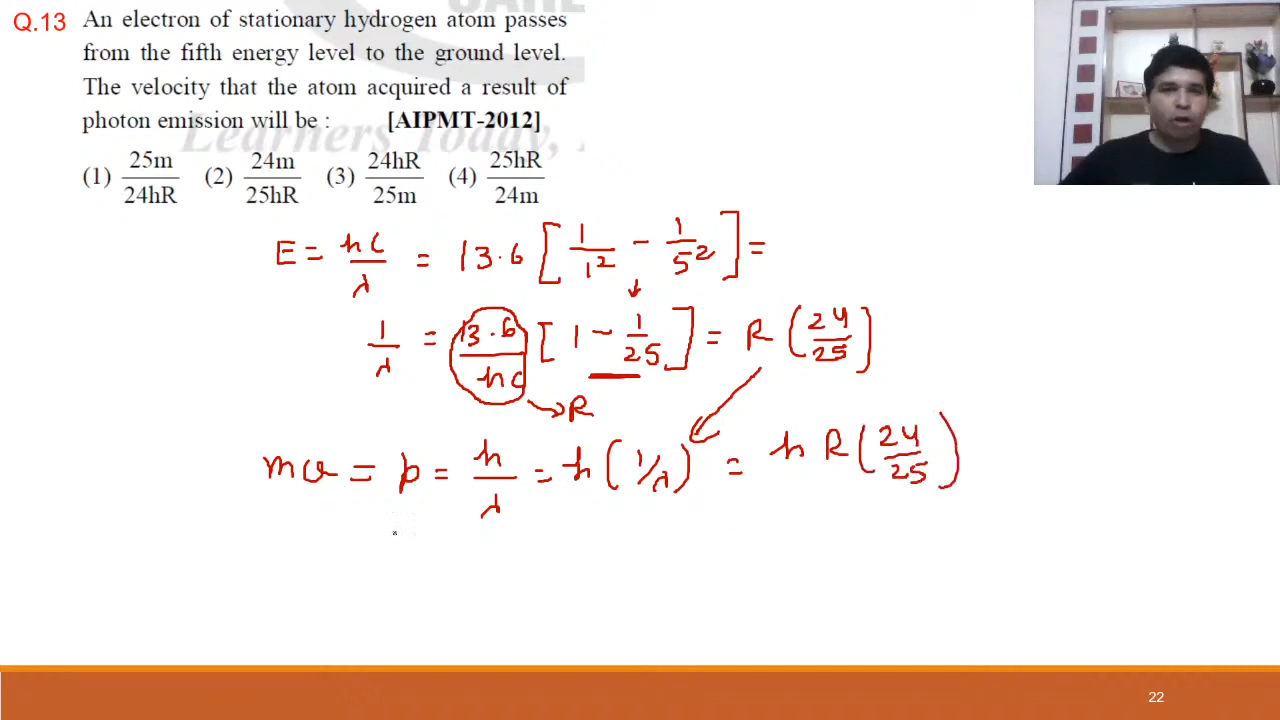 Q.13 An electron of stationary hydrogen atom passes
from the fifth energy level to the ground level.
The velocity that the atom acquired a result of
photon emission will be : [AIPMT-2012]
(1) 25m/24hR (2) 24m/25hR (3) 24hR/25m (4) 25hR/24m
Learners Today,
E = hc/λ = 13.6 [1/1² - 1/5²] =
1/λ = 13.6/hc [1 - 1/25] = R (24/25)
→ R
mv = p = h/λ = h(1/λ) = hR(24/25)
22